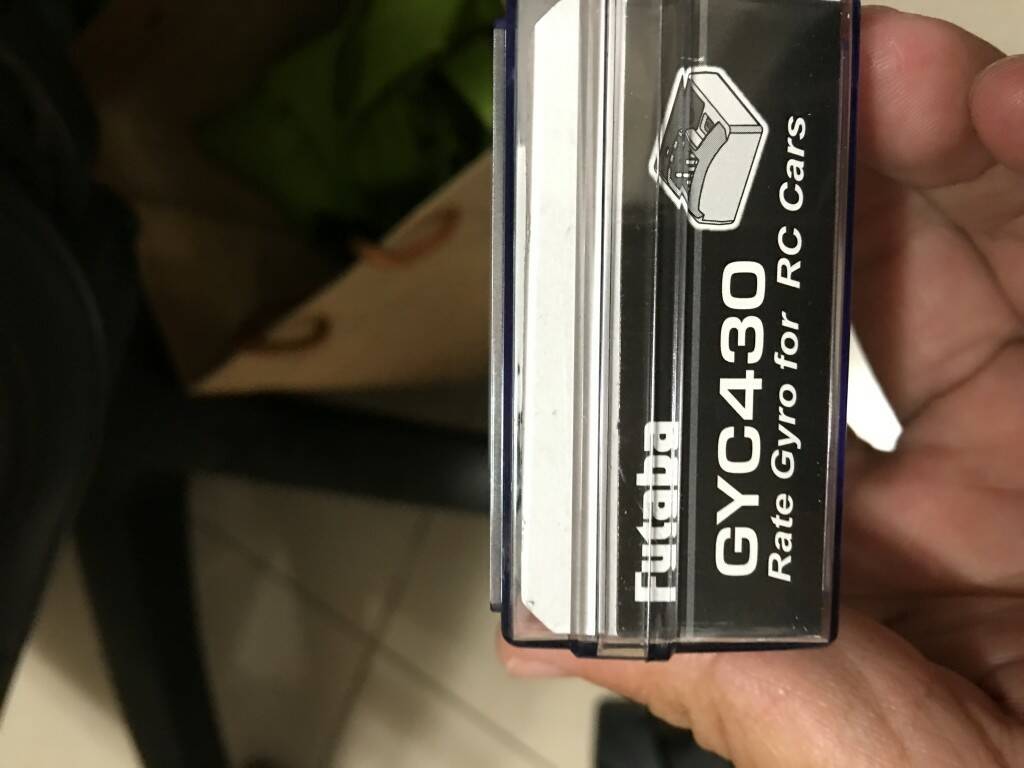 Futaba
GYC430
Rate Gyro for RC Cars